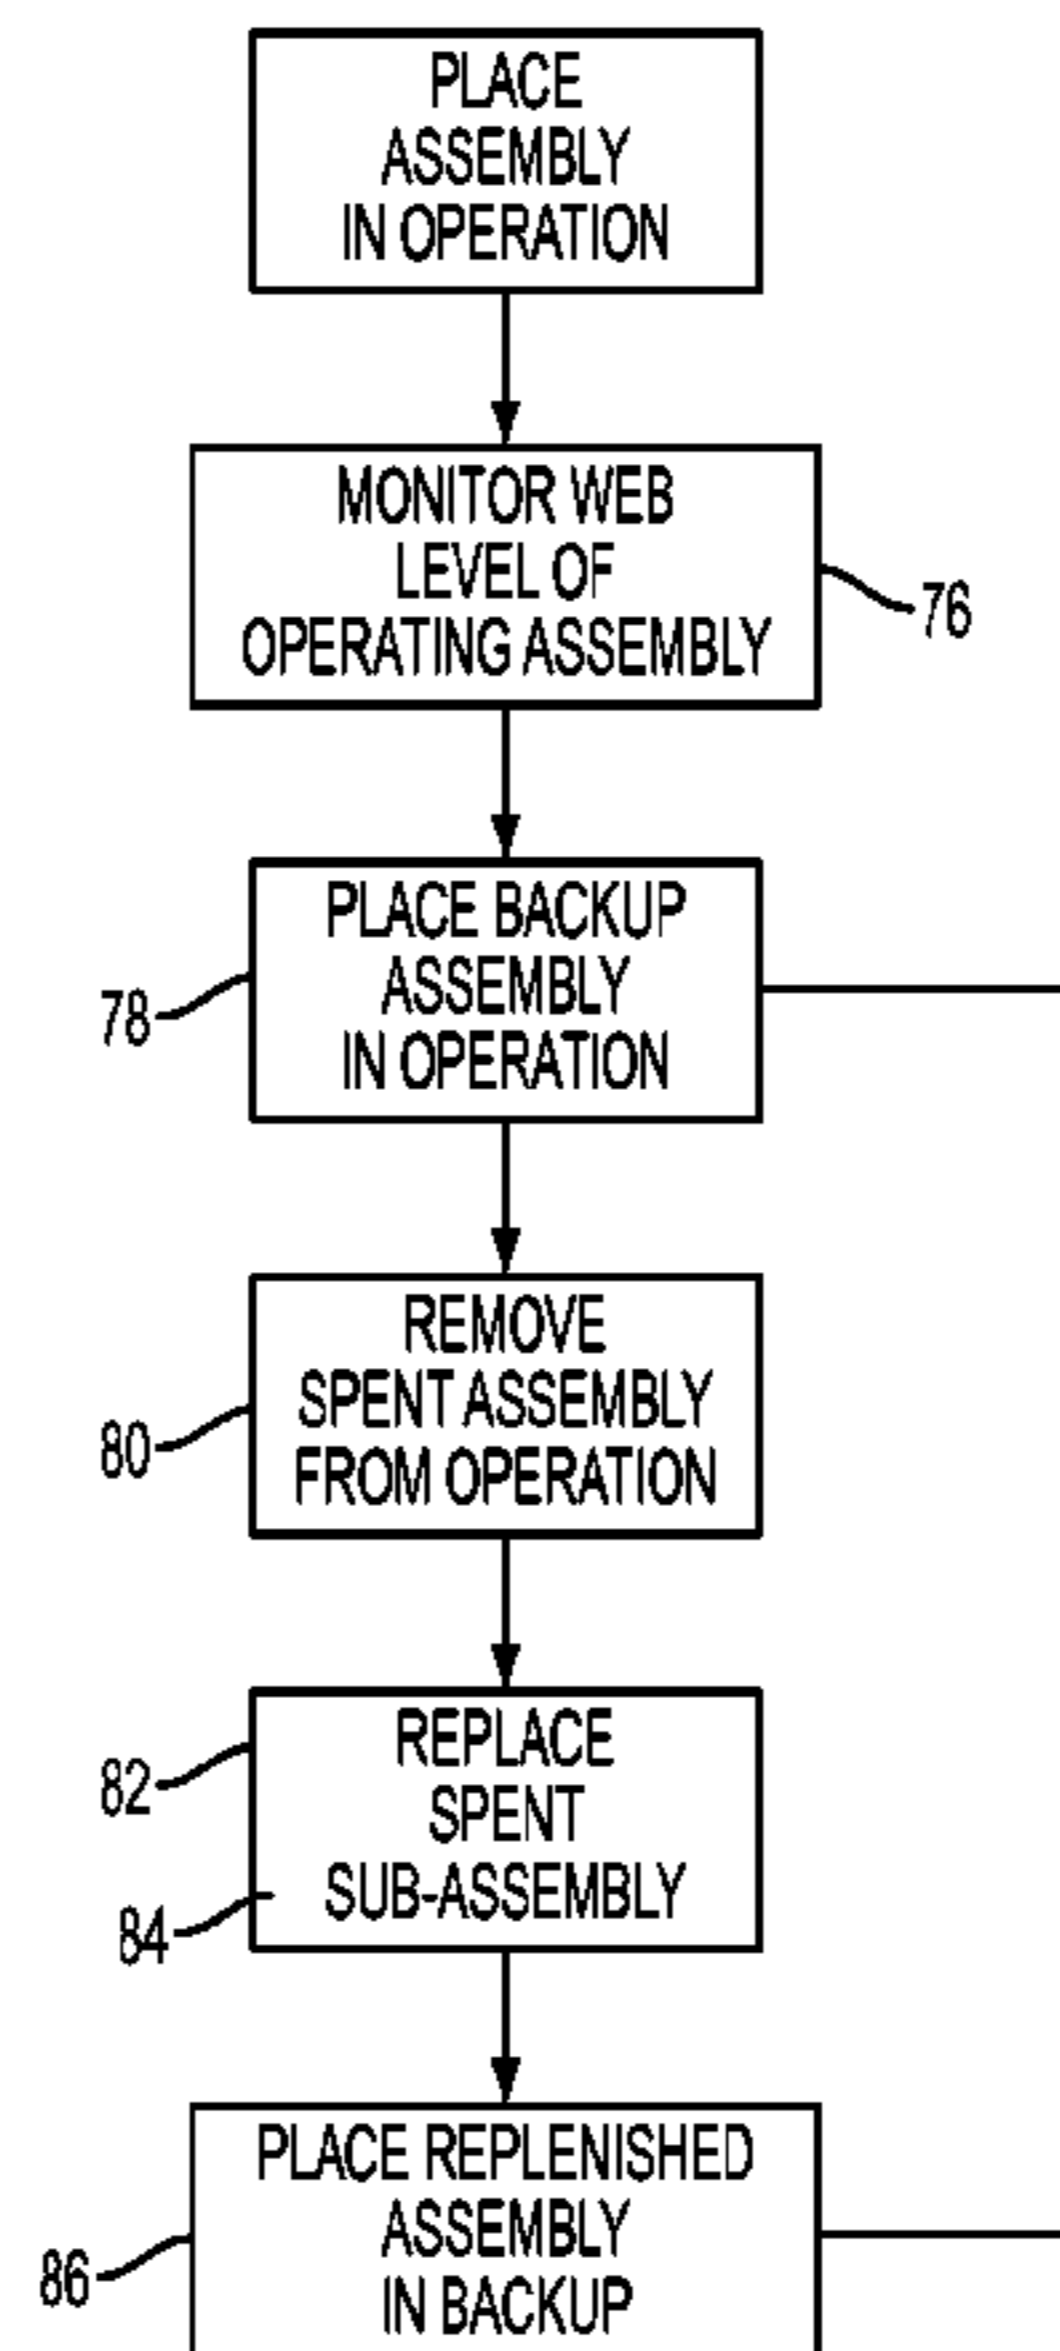 PLACE
ASSEMBLY
IN OPERATION
MONITOR WEB
LEVEL OF
OPERATING ASSEMBLY
76
PLACE BACKUP
ASSEMBLY
IN OPERATION
78
REMOVE
SPENT ASSEMBLY
FROM OPERATION
80
REPLACE
SPENT
SUB-ASSEMBLY
82
84
PLACE REPLENISHED
ASSEMBLY
IN BACKUP
86